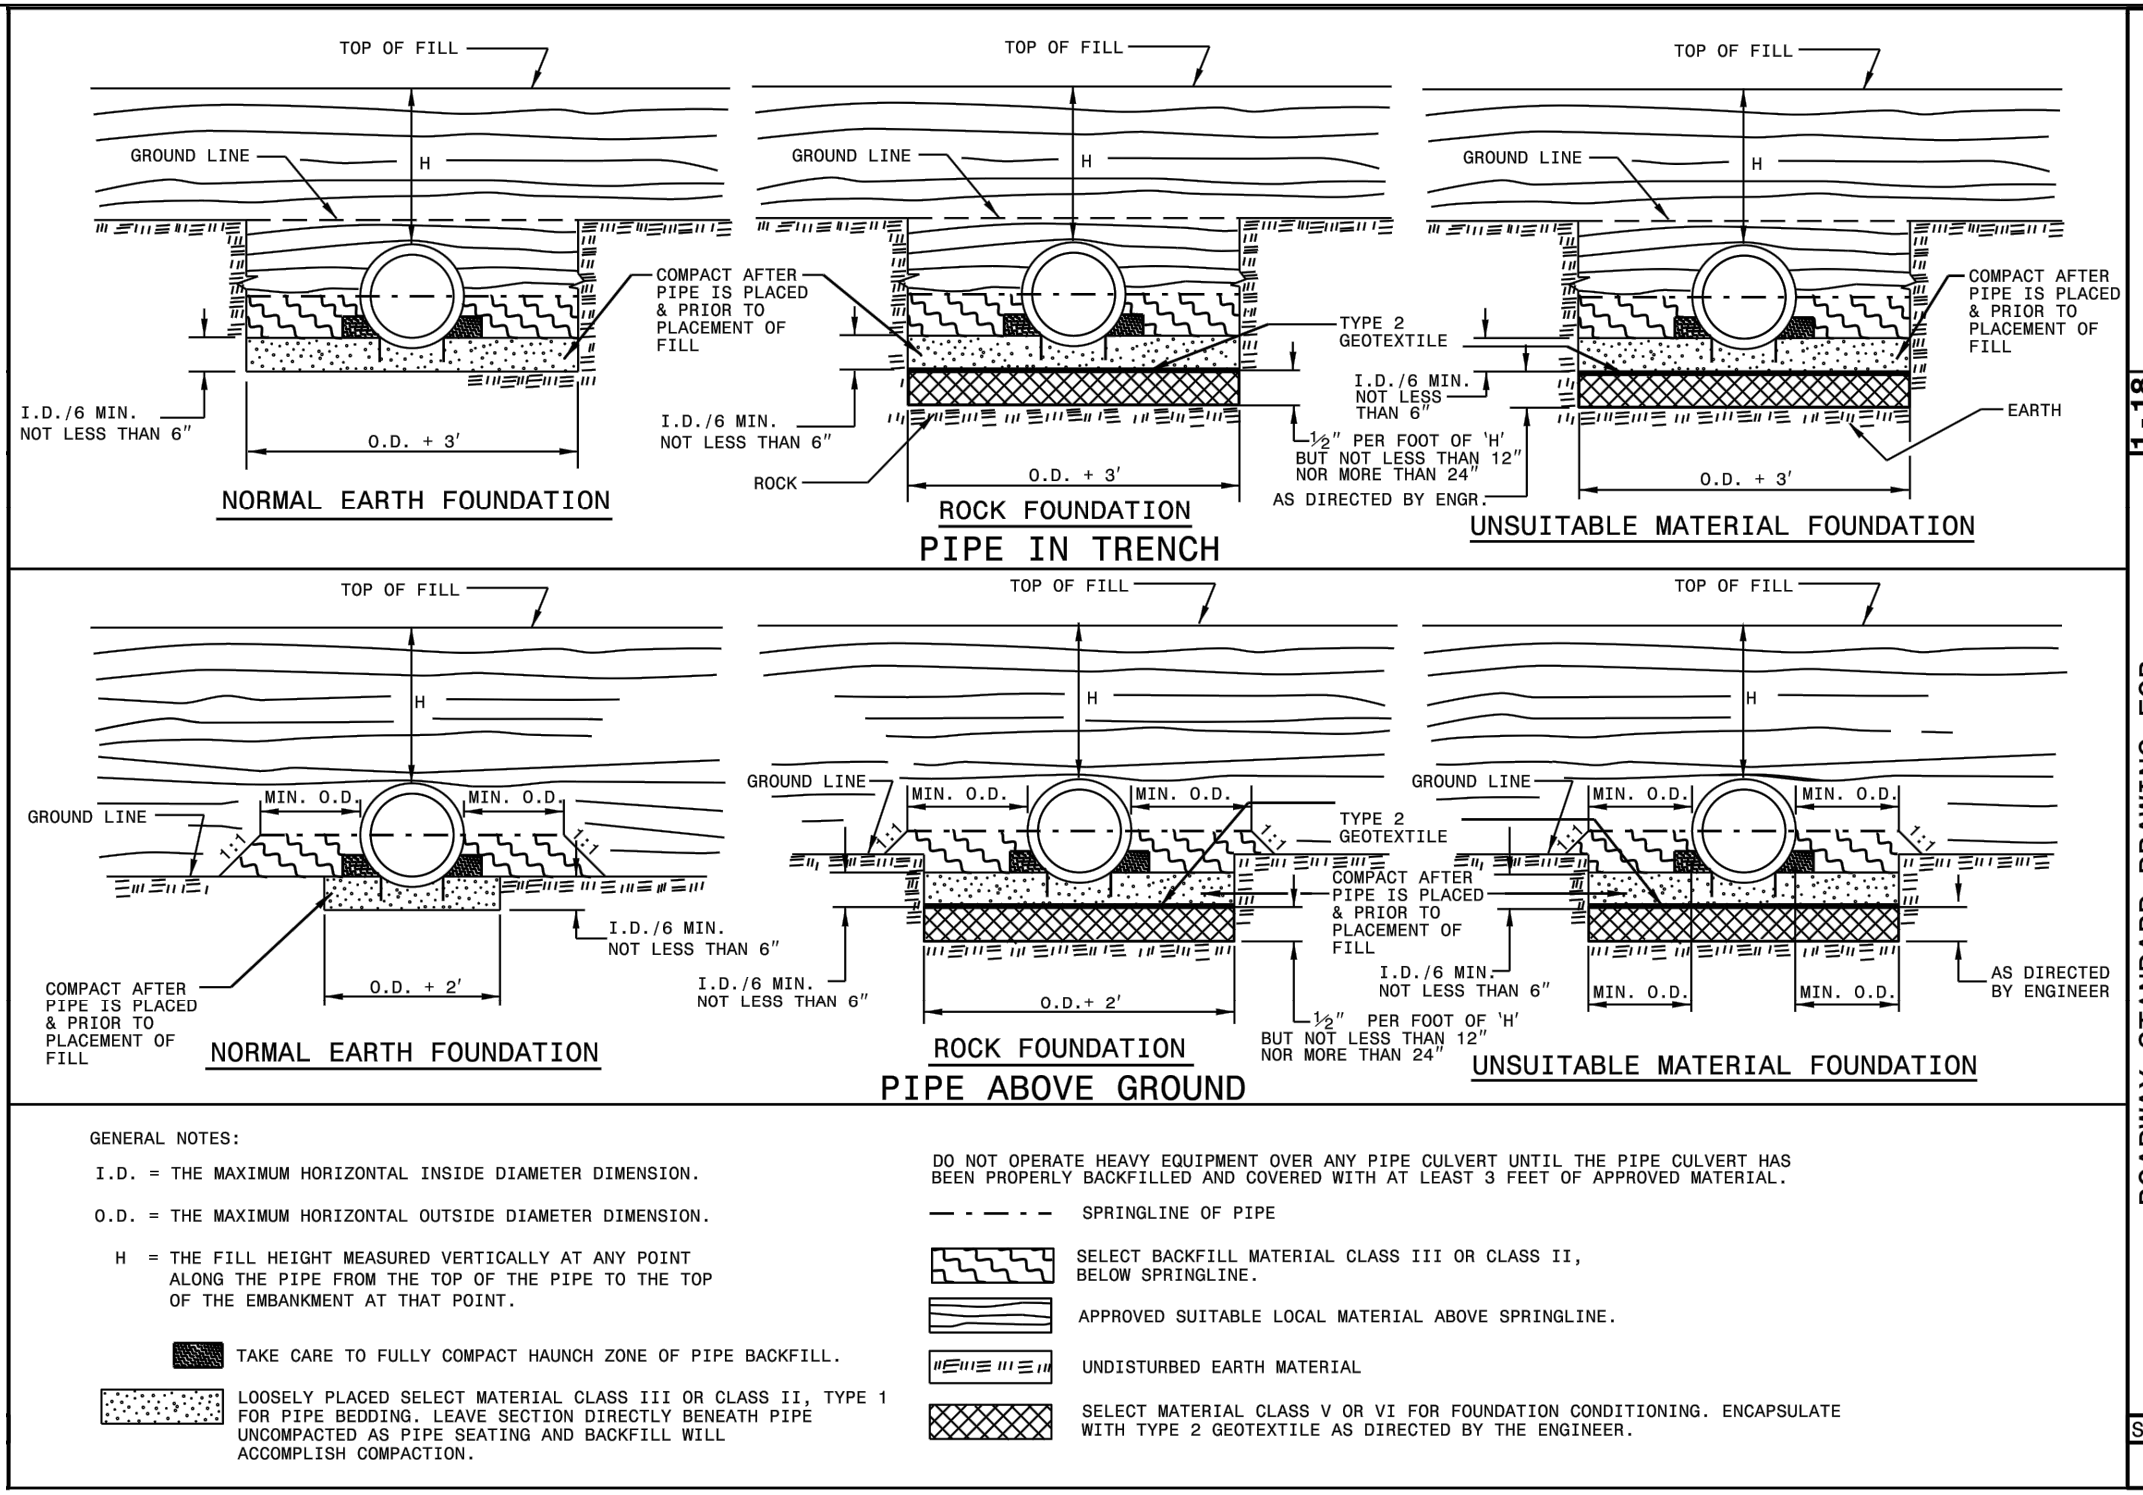 TOP OF FILL
GROUND LINE
H
I.D./6 MIN.
NOT LESS THAN 6"
O.D. + 3'
NORMAL EARTH FOUNDATION
COMPACT AFTER
PIPE IS PLACED
& PRIOR TO
PLACEMENT OF
FILL
TOP OF FILL
GROUND LINE
H
I.D./6 MIN.
NOT LESS THAN 6"
ROCK
O.D. + 3'
TYPE 2
GEOTEXTILE
½" PER FOOT OF 'H'
BUT NOT LESS THAN 12"
NOR MORE THAN 24"
ROCK FOUNDATION
TOP OF FILL
GROUND LINE
H
I.D./6 MIN.
NOT LESS
THAN 6"
AS DIRECTED BY ENGR.
COMPACT AFTER
PIPE IS PLACED
& PRIOR TO
PLACEMENT OF
FILL
EARTH
O.D. + 3'
UNSUITABLE MATERIAL FOUNDATION
PIPE IN TRENCH
TOP OF FILL
H
GROUND LINE
MIN. O.D.
MIN. O.D.
1:1
1:1
I.D./6 MIN.
NOT LESS THAN 6"
O.D. + 2'
COMPACT AFTER
PIPE IS PLACED
& PRIOR TO
PLACEMENT OF
FILL
NORMAL EARTH FOUNDATION
TOP OF FILL
H
GROUND LINE
MIN. O.D.
MIN. O.D.
1:1
1:1
TYPE 2
GEOTEXTILE
COMPACT AFTER
PIPE IS PLACED
& PRIOR TO
PLACEMENT OF
FILL
I.D./6 MIN.
NOT LESS THAN 6"
O.D.+ 2'
½" PER FOOT OF 'H'
BUT NOT LESS THAN 12"
NOR MORE THAN 24"
ROCK FOUNDATION
TOP OF FILL
H
GROUND LINE
MIN. O.D.
MIN. O.D.
1:1
1:1
I.D./6 MIN.
NOT LESS THAN 6"
MIN. O.D.
MIN. O.D.
AS DIRECTED
BY ENGINEER
UNSUITABLE MATERIAL FOUNDATION
PIPE ABOVE GROUND
GENERAL NOTES:
I.D. = THE MAXIMUM HORIZONTAL INSIDE DIAMETER DIMENSION.
O.D. = THE MAXIMUM HORIZONTAL OUTSIDE DIAMETER DIMENSION.
H = THE FILL HEIGHT MEASURED VERTICALLY AT ANY POINT
ALONG THE PIPE FROM THE TOP OF THE PIPE TO THE TOP
OF THE EMBANKMENT AT THAT POINT.
TAKE CARE TO FULLY COMPACT HAUNCH ZONE OF PIPE BACKFILL.
LOOSELY PLACED SELECT MATERIAL CLASS III OR CLASS II, TYPE 1
FOR PIPE BEDDING. LEAVE SECTION DIRECTLY BENEATH PIPE
UNCOMPACTED AS PIPE SEATING AND BACKFILL WILL
ACCOMPLISH COMPACTION.
DO NOT OPERATE HEAVY EQUIPMENT OVER ANY PIPE CULVERT UNTIL THE PIPE CULVERT HAS
BEEN PROPERLY BACKFILLED AND COVERED WITH AT LEAST 3 FEET OF APPROVED MATERIAL.
SPRINGLINE OF PIPE
SELECT BACKFILL MATERIAL CLASS III OR CLASS II,
BELOW SPRINGLINE.
APPROVED SUITABLE LOCAL MATERIAL ABOVE SPRINGLINE.
UNDISTURBED EARTH MATERIAL
SELECT MATERIAL CLASS V OR VI FOR FOUNDATION CONDITIONING. ENCAPSULATE
WITH TYPE 2 GEOTEXTILE AS DIRECTED BY THE ENGINEER.
1-18